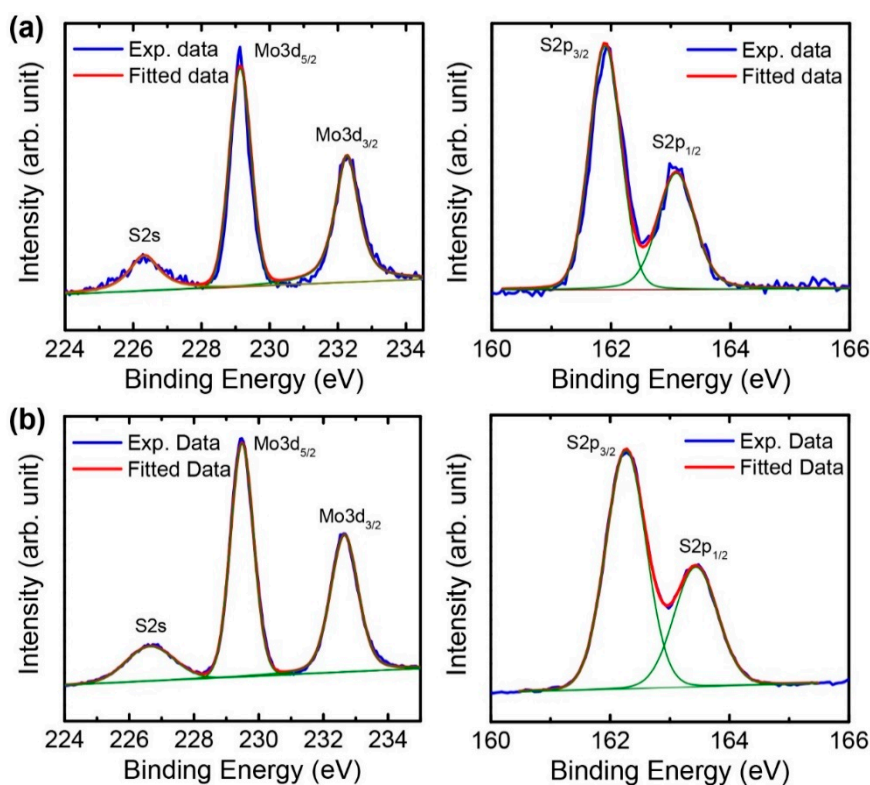 (a)
Exp. data
Fitted data
Mo3d5/2
Mo3d3/2
S2s
Intensity (arb. unit)
224 226 228 230 232 234
Binding Energy (eV)
Exp. data
Fitted data
S2p3/2
S2p1/2
Intensity (arb. unit)
160 162 164 166
Binding Energy (eV)
(b)
Exp. Data
Fitted Data
Mo3d5/2
Mo3d3/2
S2s
Intensity (arb. unit)
224 226 228 230 232 234
Binding Energy (eV)
Exp. Data
Fitted Data
S2p3/2
S2p1/2
Intensity (arb. unit)
160 162 164 166
Binding Energy (eV)